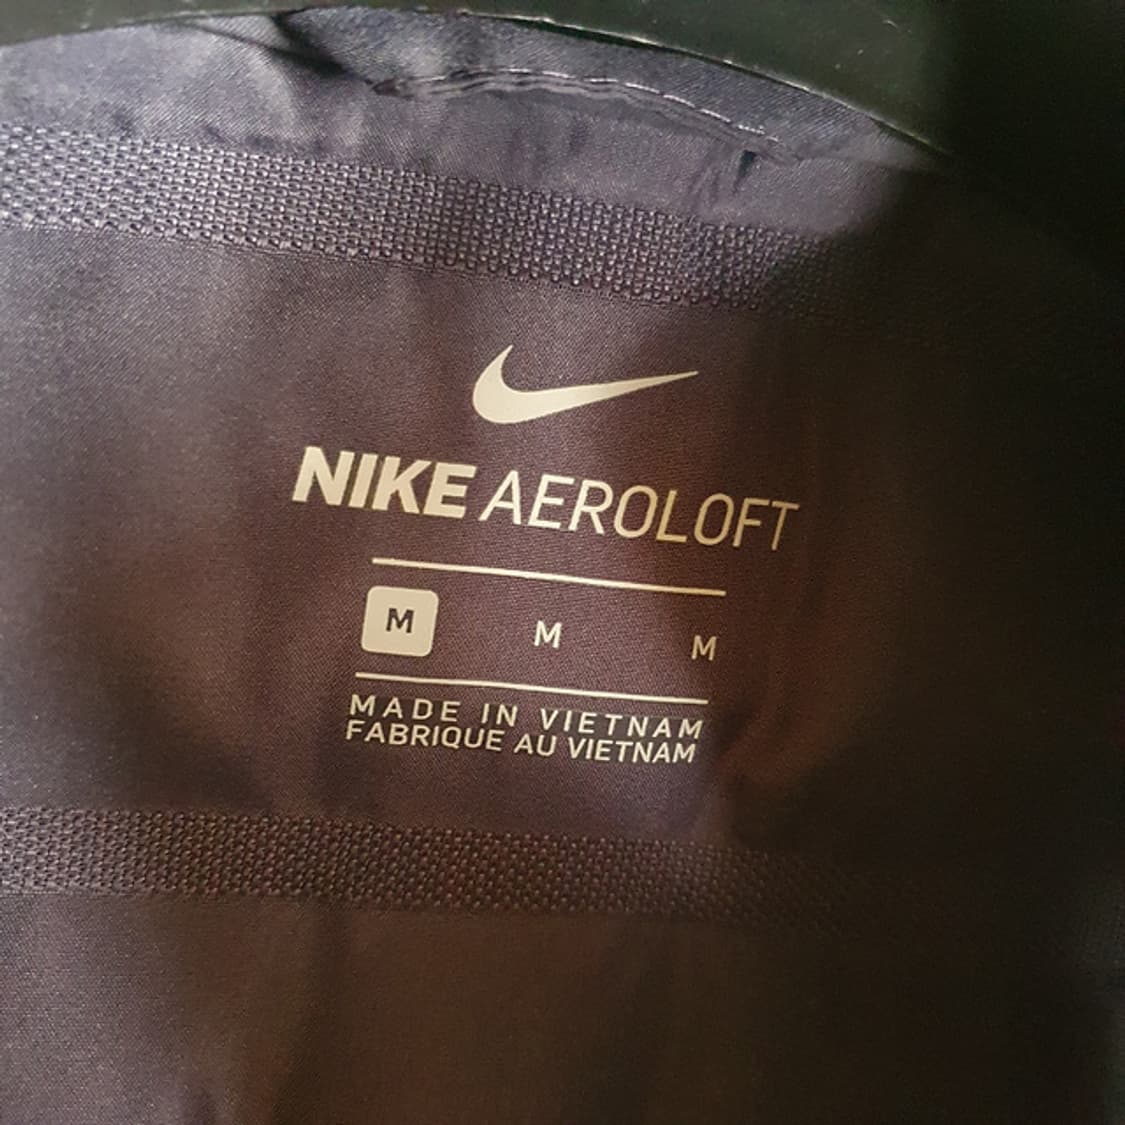 NIKE AEROLOFT
M M M
MADE IN VIETNAM
FABRIQUE AU VIETNAM